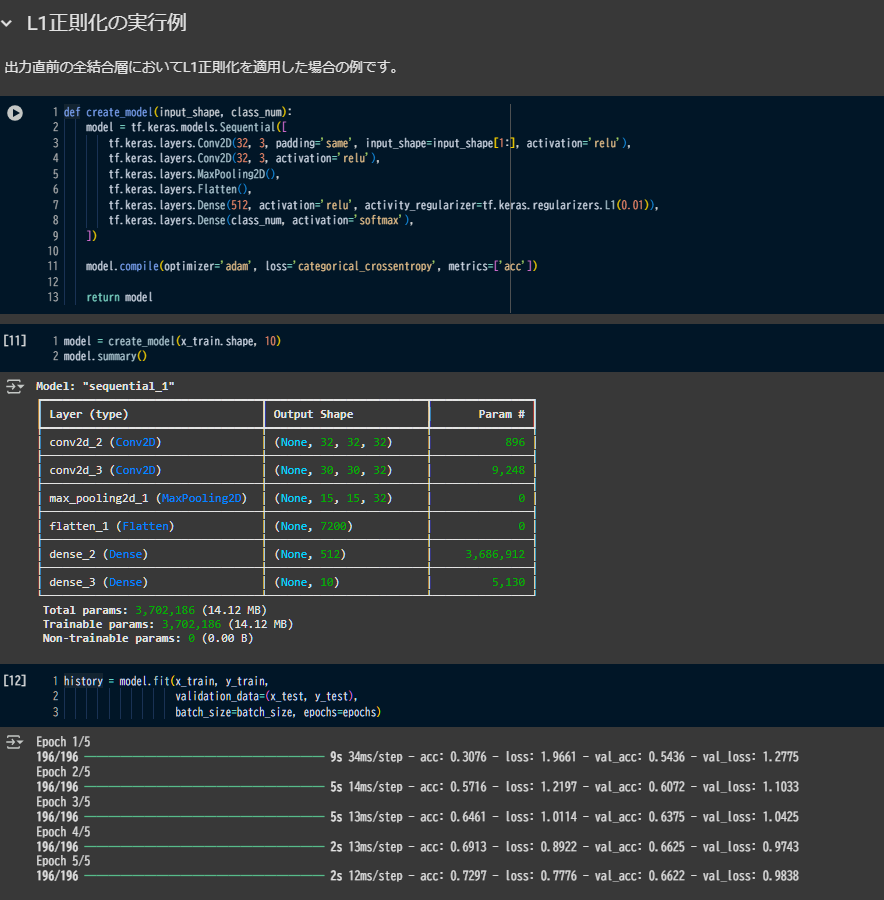 L1正則化の実行例
出力直前の全結合層においてL1正則化を適用した場合の例です。
1 def create_model(input_shape, class_num):
2 model = tf.keras.models.Sequential([
3 tf.keras.layers.Conv2D(32, 3, padding='same', input_shape=input_shape[1:], activation='relu'),
4 tf.keras.layers.Conv2D(32, 3, activation='relu'),
5 tf.keras.layers.MaxPooling2D(),
6 tf.keras.layers.Flatten(),
7 tf.keras.layers.Dense(512, activation='relu', activity_regularizer=tf.keras.regularizers.L1(0.01)),
8 tf.keras.layers.Dense(class_num, activation='softmax'),
9 ])
10
11 model.compile(optimizer='adam', loss='categorical_crossentropy', metrics=['acc'])
12
13 return model
[11] 1 model = create_model(x_train.shape, 10)
2 model.summary()
Model: "sequential_1"
Layer (type) Output Shape Param #
conv2d_2 (Conv2D) (None, 32, 32, 32) 896
conv2d_3 (Conv2D) (None, 30, 30, 32) 9,248
max_pooling2d_1 (MaxPooling2D) (None, 15, 15, 32) 0
flatten_1 (Flatten) (None, 7200) 0
dense_2 (Dense) (None, 512) 3,686,912
dense_3 (Dense) (None, 10) 5,130
Total params: 3,702,186 (14.12 MB)
Trainable params: 3,702,186 (14.12 MB)
Non-trainable params: 0 (0.00 B)
[12] 1 history = model.fit(x_train, y_train,
2 validation_data=(x_test, y_test),
3 batch_size=batch_size, epochs=epochs)
Epoch 1/5
196/196 9s 34ms/step - acc: 0.3076 - loss: 1.9661 - val_acc: 0.5436 - val_loss: 1.2775
Epoch 2/5
196/196 5s 14ms/step - acc: 0.5716 - loss: 1.2197 - val_acc: 0.6072 - val_loss: 1.1033
Epoch 3/5
196/196 5s 13ms/step - acc: 0.6461 - loss: 1.0114 - val_acc: 0.6375 - val_loss: 1.0425
Epoch 4/5
196/196 2s 13ms/step - acc: 0.6913 - loss: 0.8922 - val_acc: 0.6625 - val_loss: 0.9743
Epoch 5/5
196/196 2s 12ms/step - acc: 0.7297 - loss: 0.7776 - val_acc: 0.6622 - val_loss: 0.9838